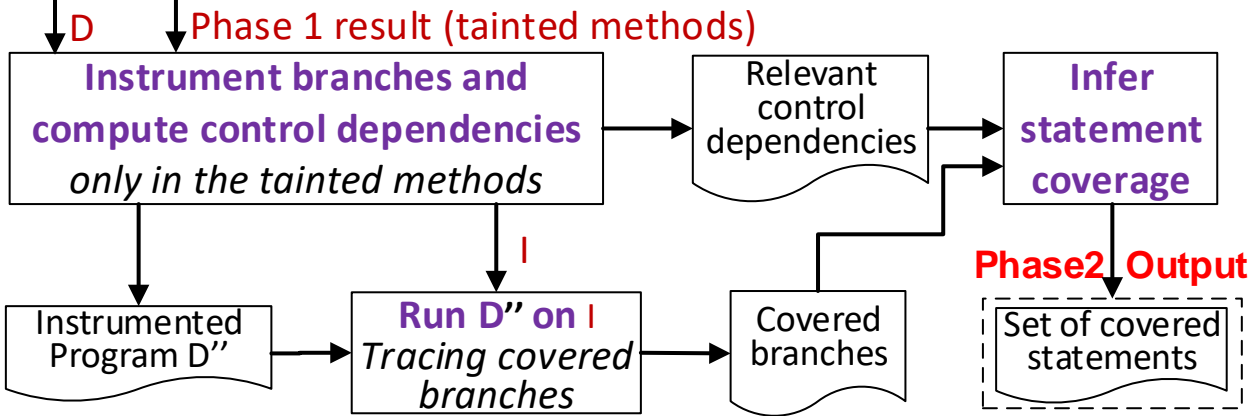 D
Phase 1 result (tainted methods)
Instrument branches and
compute control dependencies
only in the tainted methods
Relevant
control
dependencies
Infer
statement
coverage
I
Phase2 Output
Instrumented
Program D″
Run D″ on I
Tracing covered
branches
Covered
branches
Set of covered
statements